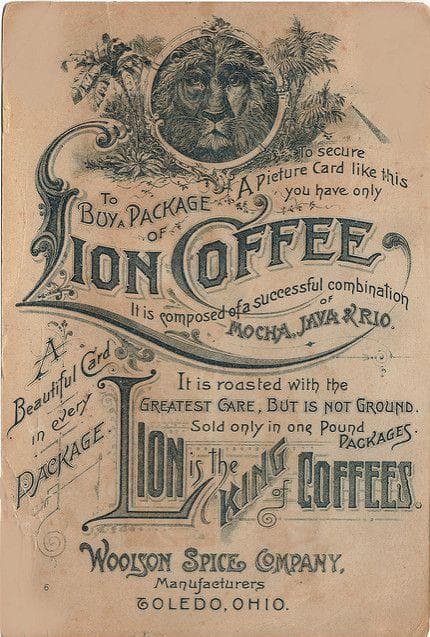 To secure
A Picture Card like this
you have only
To
Buy a Package
of
Lion Coffee
It is composed of a successful combination
of
Mocha, Java & Rio.
A
Beautiful Card
in every
Package.
It is roasted with the
Greatest Care, But is not Ground.
Sold only in one Pound
Packages.
Lion is the King of Coffees.
Woolson Spice Company,
Manufacturers
Toledo, Ohio.
6